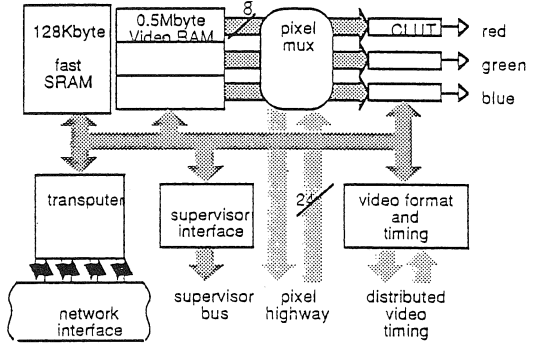 128Kbyte
fast
SRAM
0.5Mbyte
Video RAM
8
pixel
mux
CLUT
red
green
blue
transputer
supervisor
interface
24
video format
and
timing
network
interface
supervisor
bus
pixel
highway
distributed
video
timing